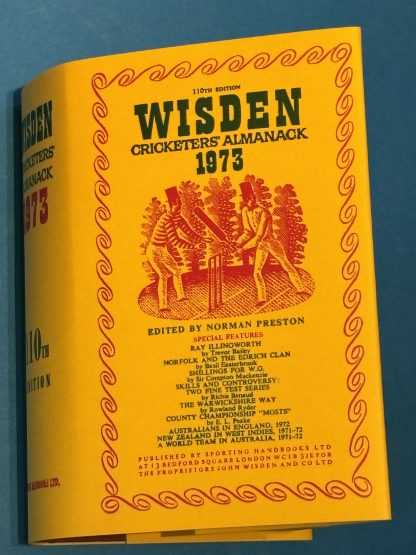 110TH EDITION
WISDEN
CRICKETERS' ALMANACK
1973
EDITED BY NORMAN PRESTON
SPECIAL FEATURES
RAY ILLINGWORTH
by Trevor Bailey
NORFOLK AND THE EDRICH CLAN
by Basil Easterbrook
SHILLINGS FOR W.G.
by Sir Compton Mackenzie
SKILLS AND CONTROVERSY:
TWO FINE TEST SERIES
by Richie Benaud
THE WARWICKSHIRE WAY
by Rowland Ryder
COUNTY CHAMPIONSHIP "MOSTS"
by E. L. Peake
AUSTRALIANS IN ENGLAND, 1972
NEW ZEALAND IN WEST INDIES, 1971-72
A WORLD TEAM IN AUSTRALIA, 1971-72
PUBLISHED BY SPORTING HANDBOOKS LTD
AT 13 BEDFORD SQUARE LONDON WC1B 3JE FOR
THE PROPRIETORS JOHN WISDEN AND CO LTD
WISDEN
CRICKETERS'
ALMANACK
1973
110TH
EDITION
HANDBOOKS LTD.